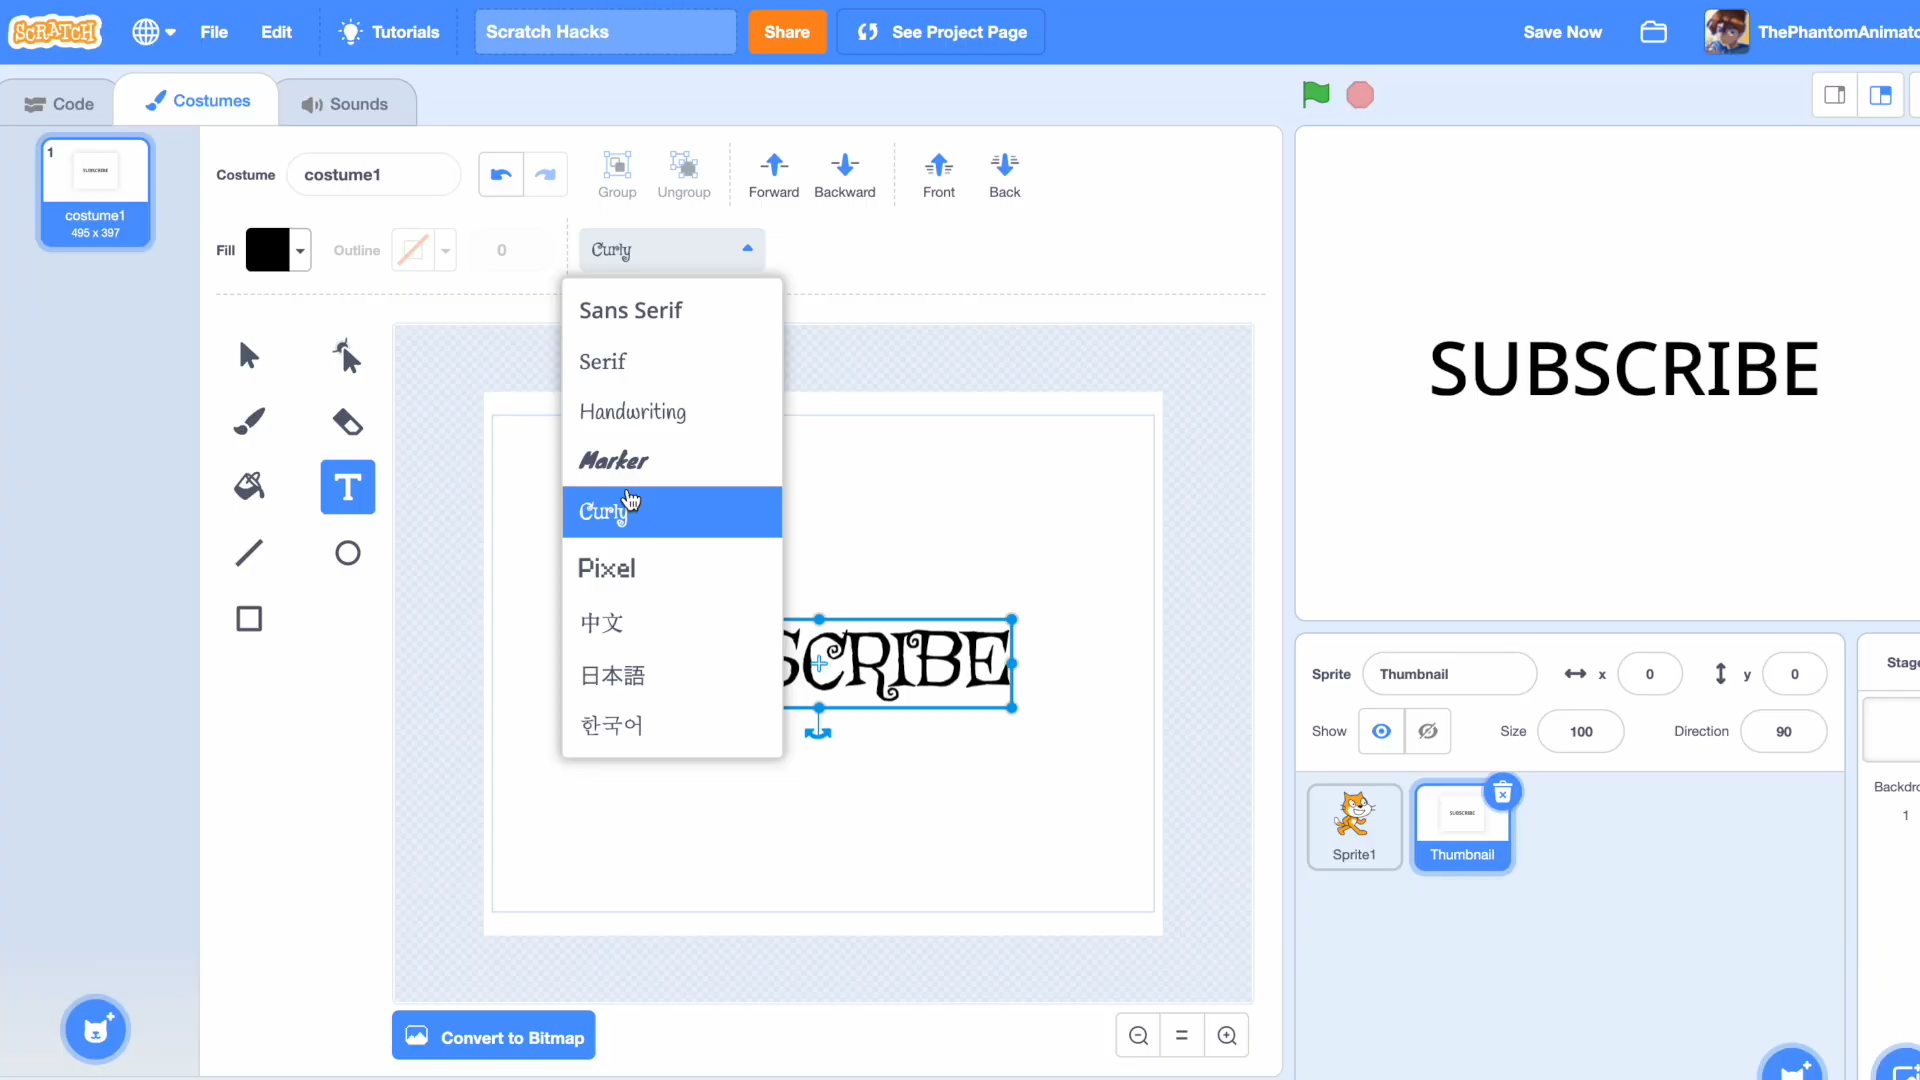 SCRATCH
File
Edit
Tutorials
Scratch Hacks
Share
See Project Page
Save Now
ThePhantomAnimato
Code
Costumes
Sounds
1
SUBSCRIBE
costume1
495 x 397
Costume
costume1
Group
Ungroup
Forward
Backward
Front
Back
Fill
Outline
0
Curly
Sans Serif
Serif
Handwriting
Marker
Curly
Pixel
中文
日本語
한국어
SCRIBE
T
Convert to Bitmap
SUBSCRIBE
Sprite
Thumbnail
x
0
y
0
Show
Size
100
Direction
90
Sprite1
SUBSCRIBE
Thumbnail
Stage
Backdro
1